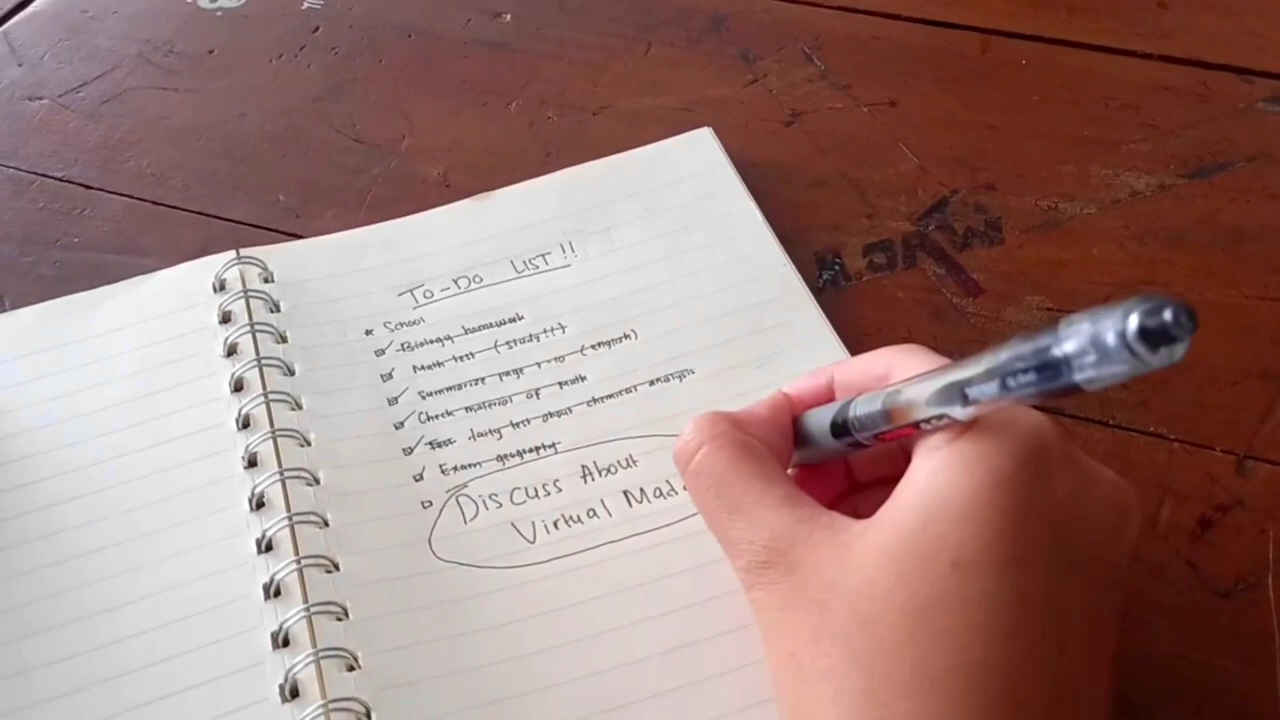 TO-DO LIST!!
* School
Biology homework
Math test (study!!)
Summarize page 1-10 (english)
Check material of math
daily test about chemical analysis
Exam geography
Discuss About
Virtual Mad